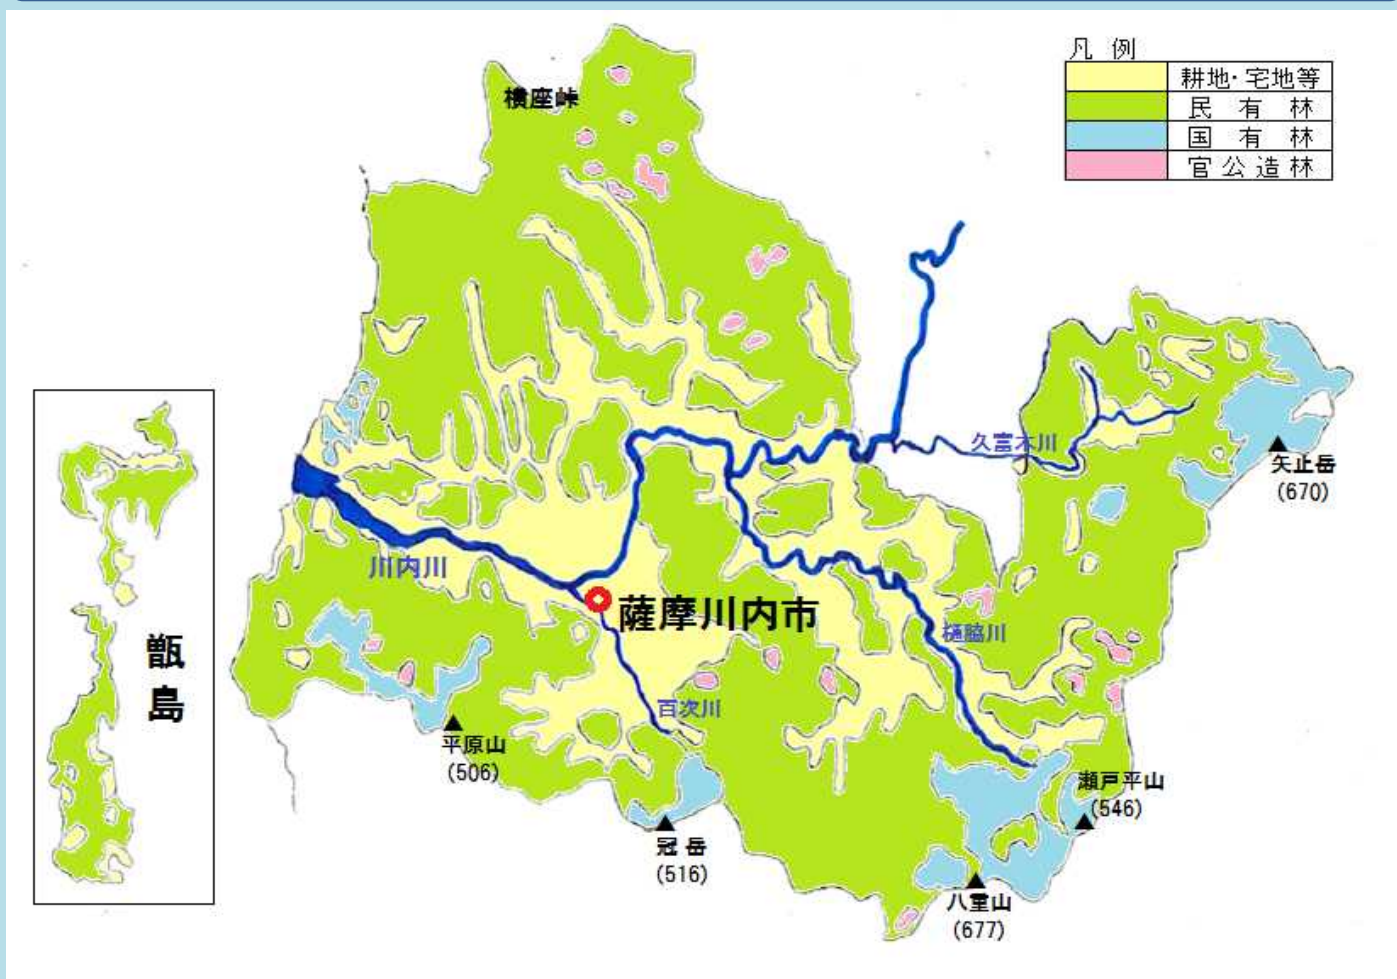 凡 例
耕地・宅地等
民 有 林
国 有 林
官 公 造 林
横座峠
久富木川
矢止岳
(670)
川内川
薩摩川内市
樋脇川
甑
島
百次川
平原山
(506)
瀬戸平山
(546)
冠 岳
(516)
八重山
(677)